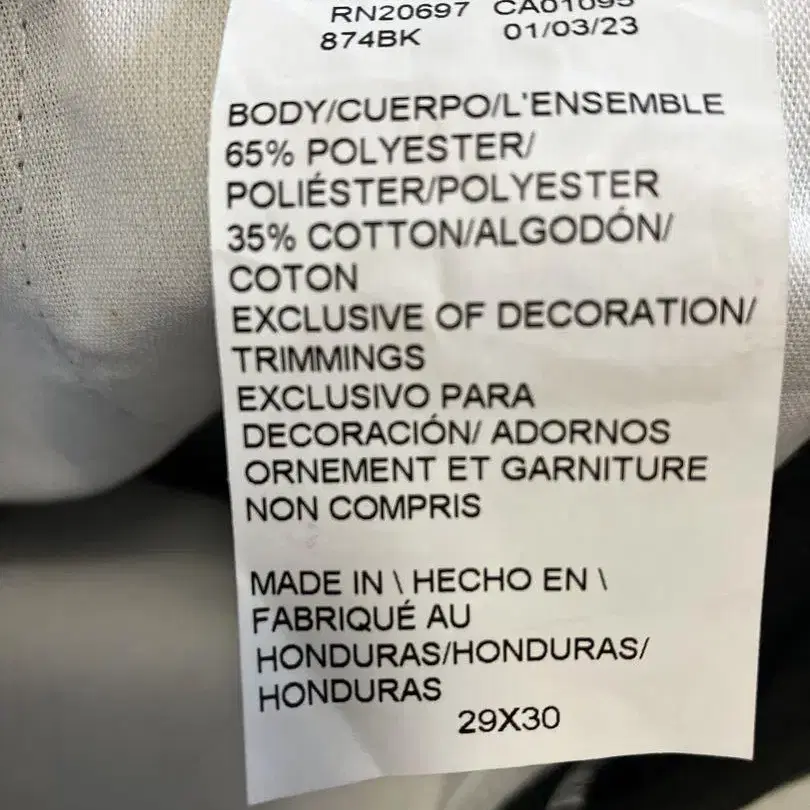 RN20697 CA01095
874BK 01/03/23
BODY/CUERPO/L'ENSEMBLE
65% POLYESTER/
POLIÉSTER/POLYESTER
35% COTTON/ALGODÓN/
COTON
EXCLUSIVE OF DECORATION/
TRIMMINGS
EXCLUSIVO PARA
DECORACIÓN/ ADORNOS
ORNEMENT ET GARNITURE
NON COMPRIS
MADE IN \ HECHO EN \
FABRIQUÉ AU
HONDURAS/HONDURAS/
HONDURAS
29X30